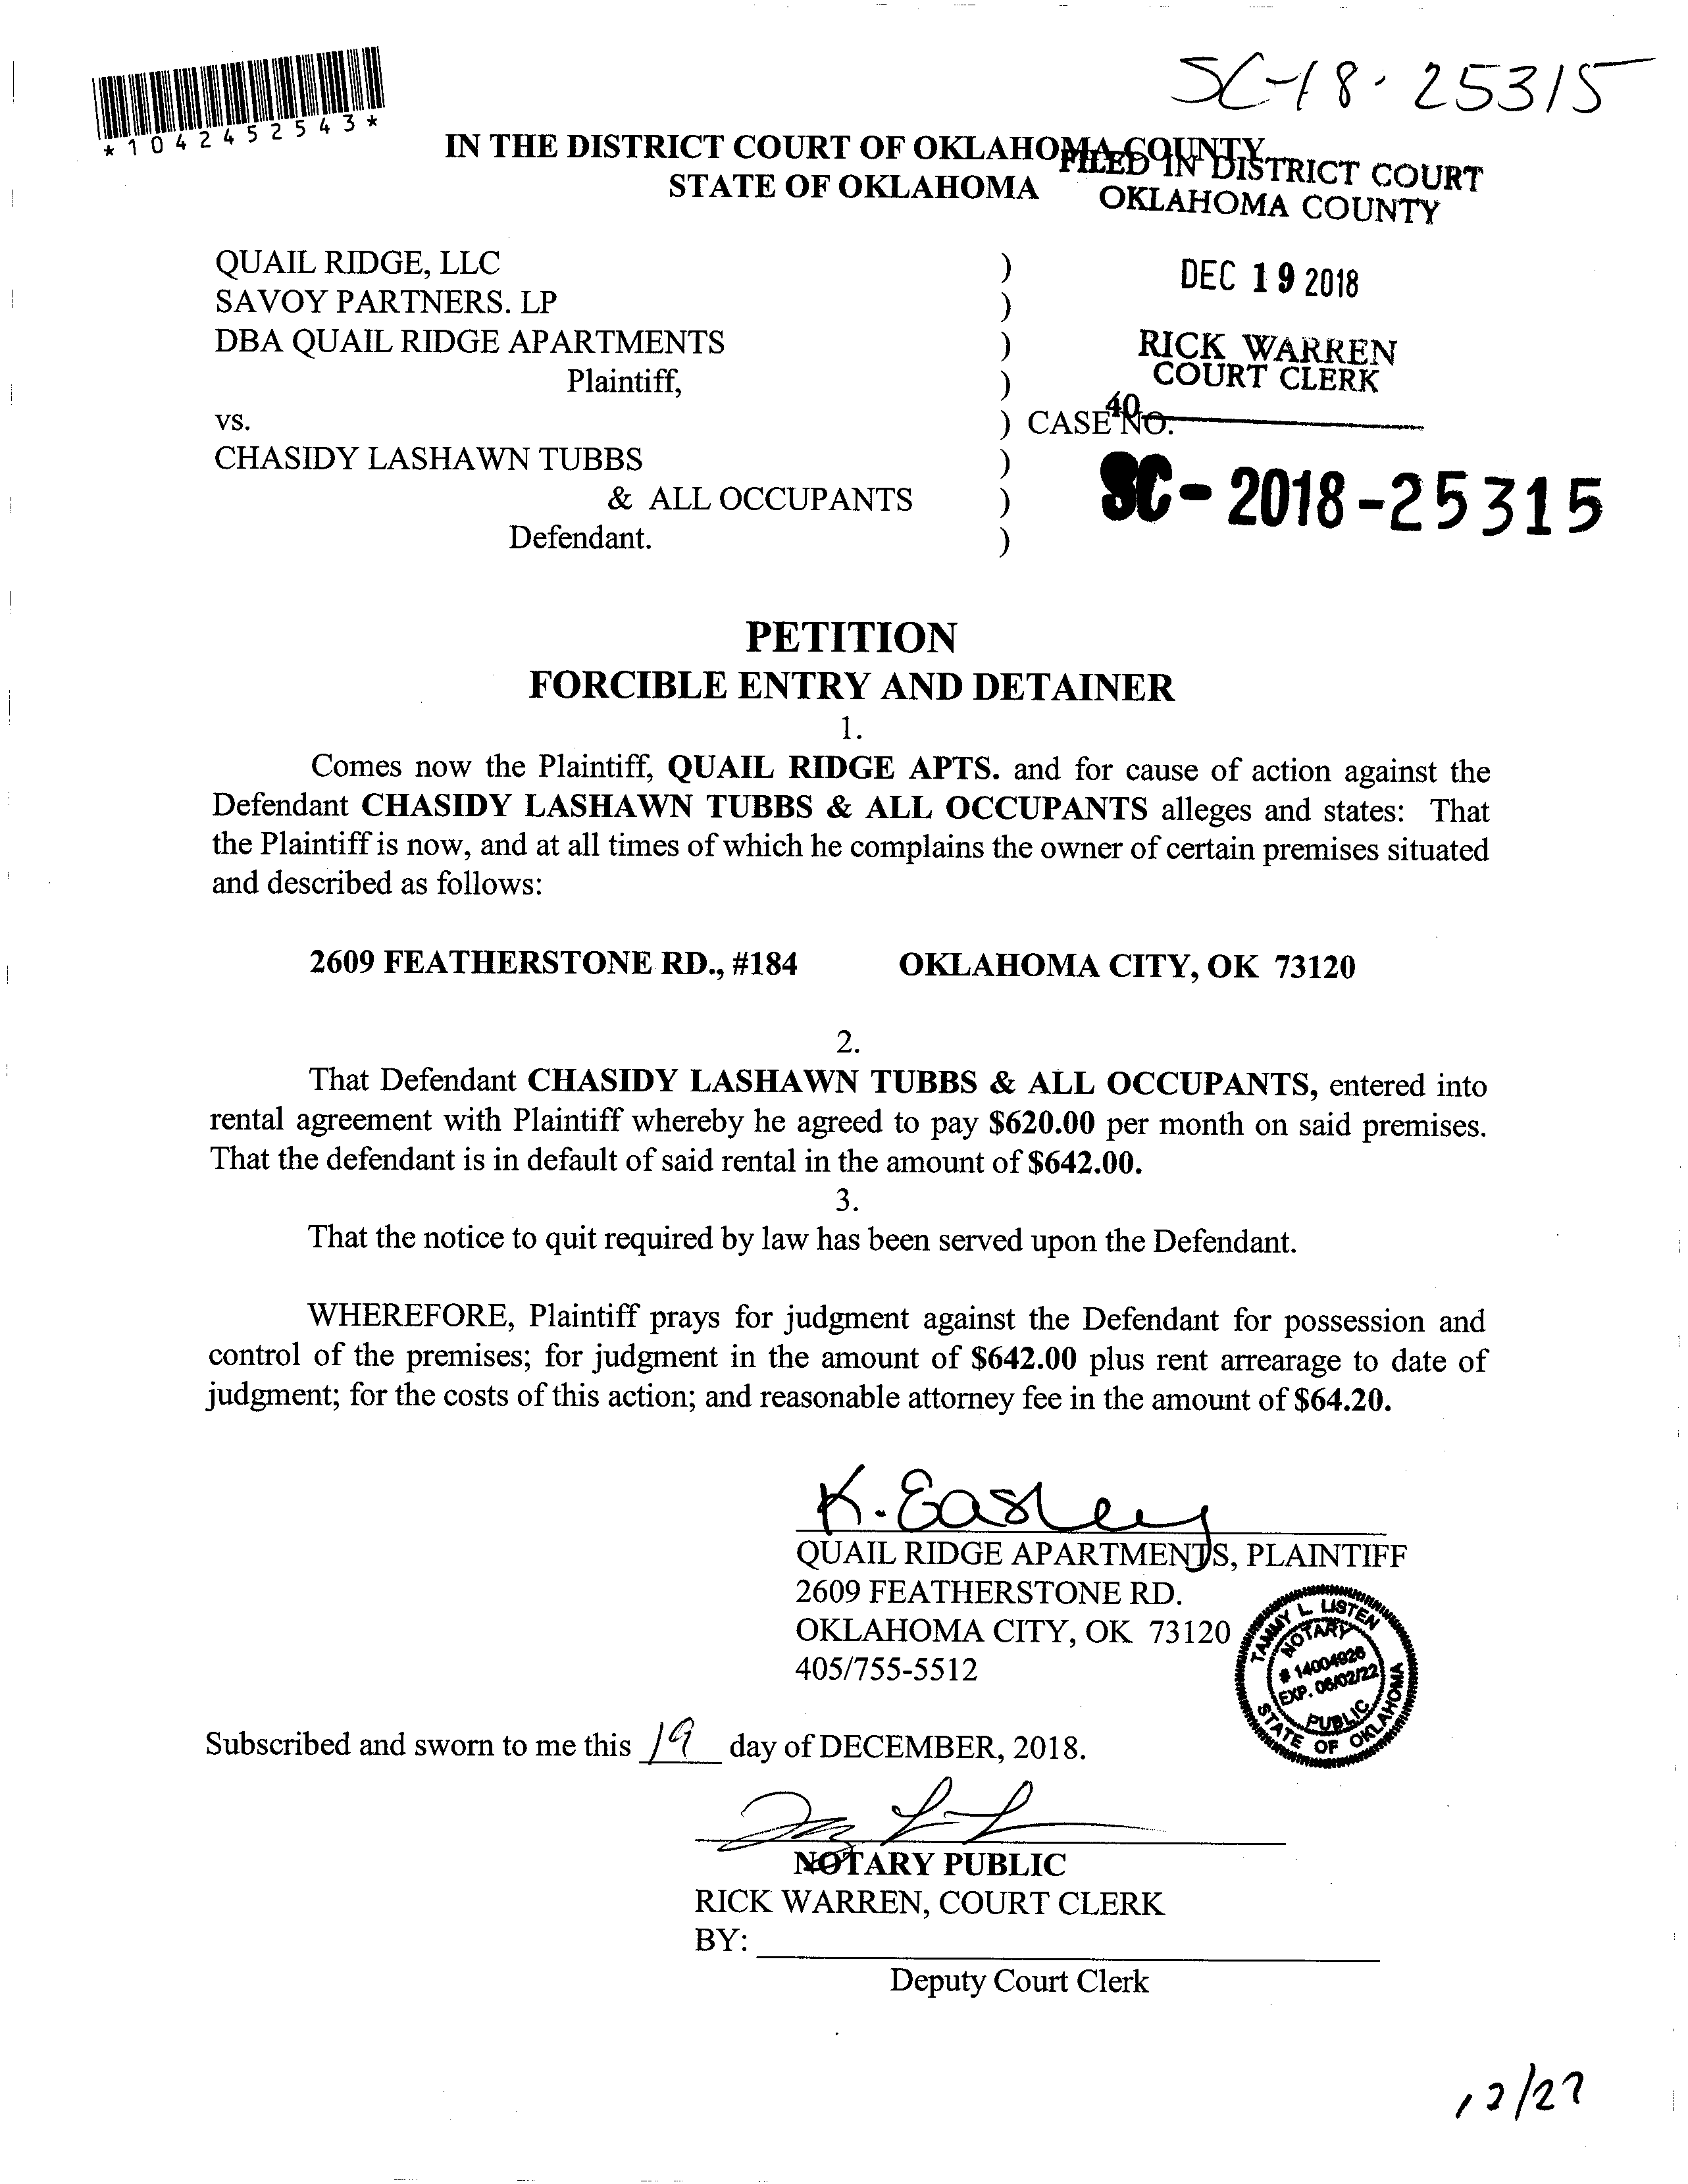 SC-18-25315
*1042452543*
IN THE DISTRICT COURT OF OKLAHOMA COUNTY
STATE OF OKLAHOMA
FILED IN DISTRICT COURT
OKLAHOMA COUNTY
DEC 19 2018
RICK WARREN
COURT CLERK
40
QUAIL RIDGE, LLC )
SAVOY PARTNERS. LP )
DBA QUAIL RIDGE APARTMENTS )
Plaintiff, )
vs. ) CASE NO.
CHASIDY LASHAWN TUBBS )
& ALL OCCUPANTS )
Defendant. )
SC-2018-25315
PETITION
FORCIBLE ENTRY AND DETAINER
1.
Comes now the Plaintiff, QUAIL RIDGE APTS. and for cause of action against the
Defendant CHASIDY LASHAWN TUBBS & ALL OCCUPANTS alleges and states: That
the Plaintiff is now, and at all times of which he complains the owner of certain premises situated
and described as follows:
2609 FEATHERSTONE RD., #184 OKLAHOMA CITY, OK 73120
2.
That Defendant CHASIDY LASHAWN TUBBS & ALL OCCUPANTS, entered into
rental agreement with Plaintiff whereby he agreed to pay $620.00 per month on said premises.
That the defendant is in default of said rental in the amount of $642.00.
3.
That the notice to quit required by law has been served upon the Defendant.
WHEREFORE, Plaintiff prays for judgment against the Defendant for possession and
control of the premises; for judgment in the amount of $642.00 plus rent arrearage to date of
judgment; for the costs of this action; and reasonable attorney fee in the amount of $64.20.
K. Easley
QUAIL RIDGE APARTMENTS, PLAINTIFF
2609 FEATHERSTONE RD.
OKLAHOMA CITY, OK 73120
405/755-5512
TAMMY L. LISTEN
NOTARY
# 14004926
EXP. 06/02/22
PUBLIC
STATE OF OKLAHOMA
Subscribed and sworn to me this 19 day of DECEMBER, 2018.
NOTARY PUBLIC
RICK WARREN, COURT CLERK
BY:
Deputy Court Clerk
12/27